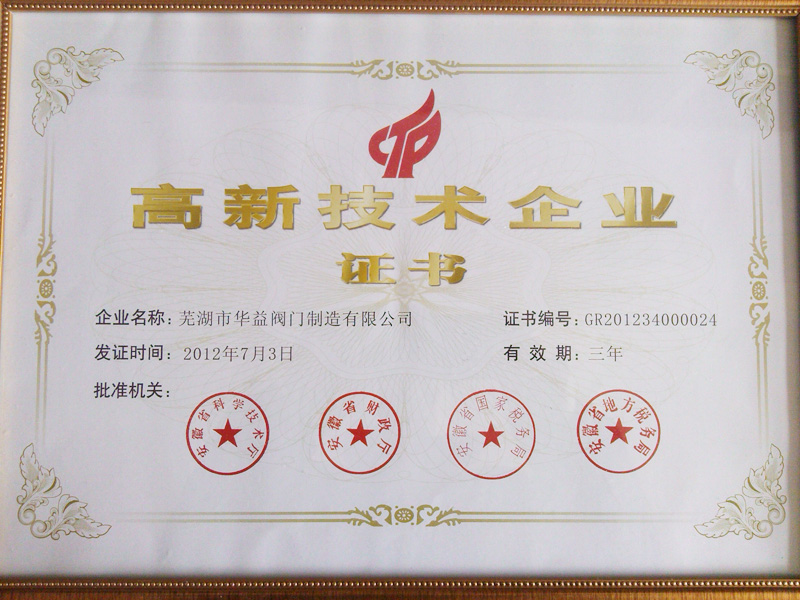 高新技术企业
证书
企业名称：芜湖市华益阀门制造有限公司
证书编号：GR201234000024
发证时间：2012年7月3日
有效期：三年
批准机关：
安徽省科学技术厅
安徽省财政厅
安徽省国家税务局
安徽省地方税务局